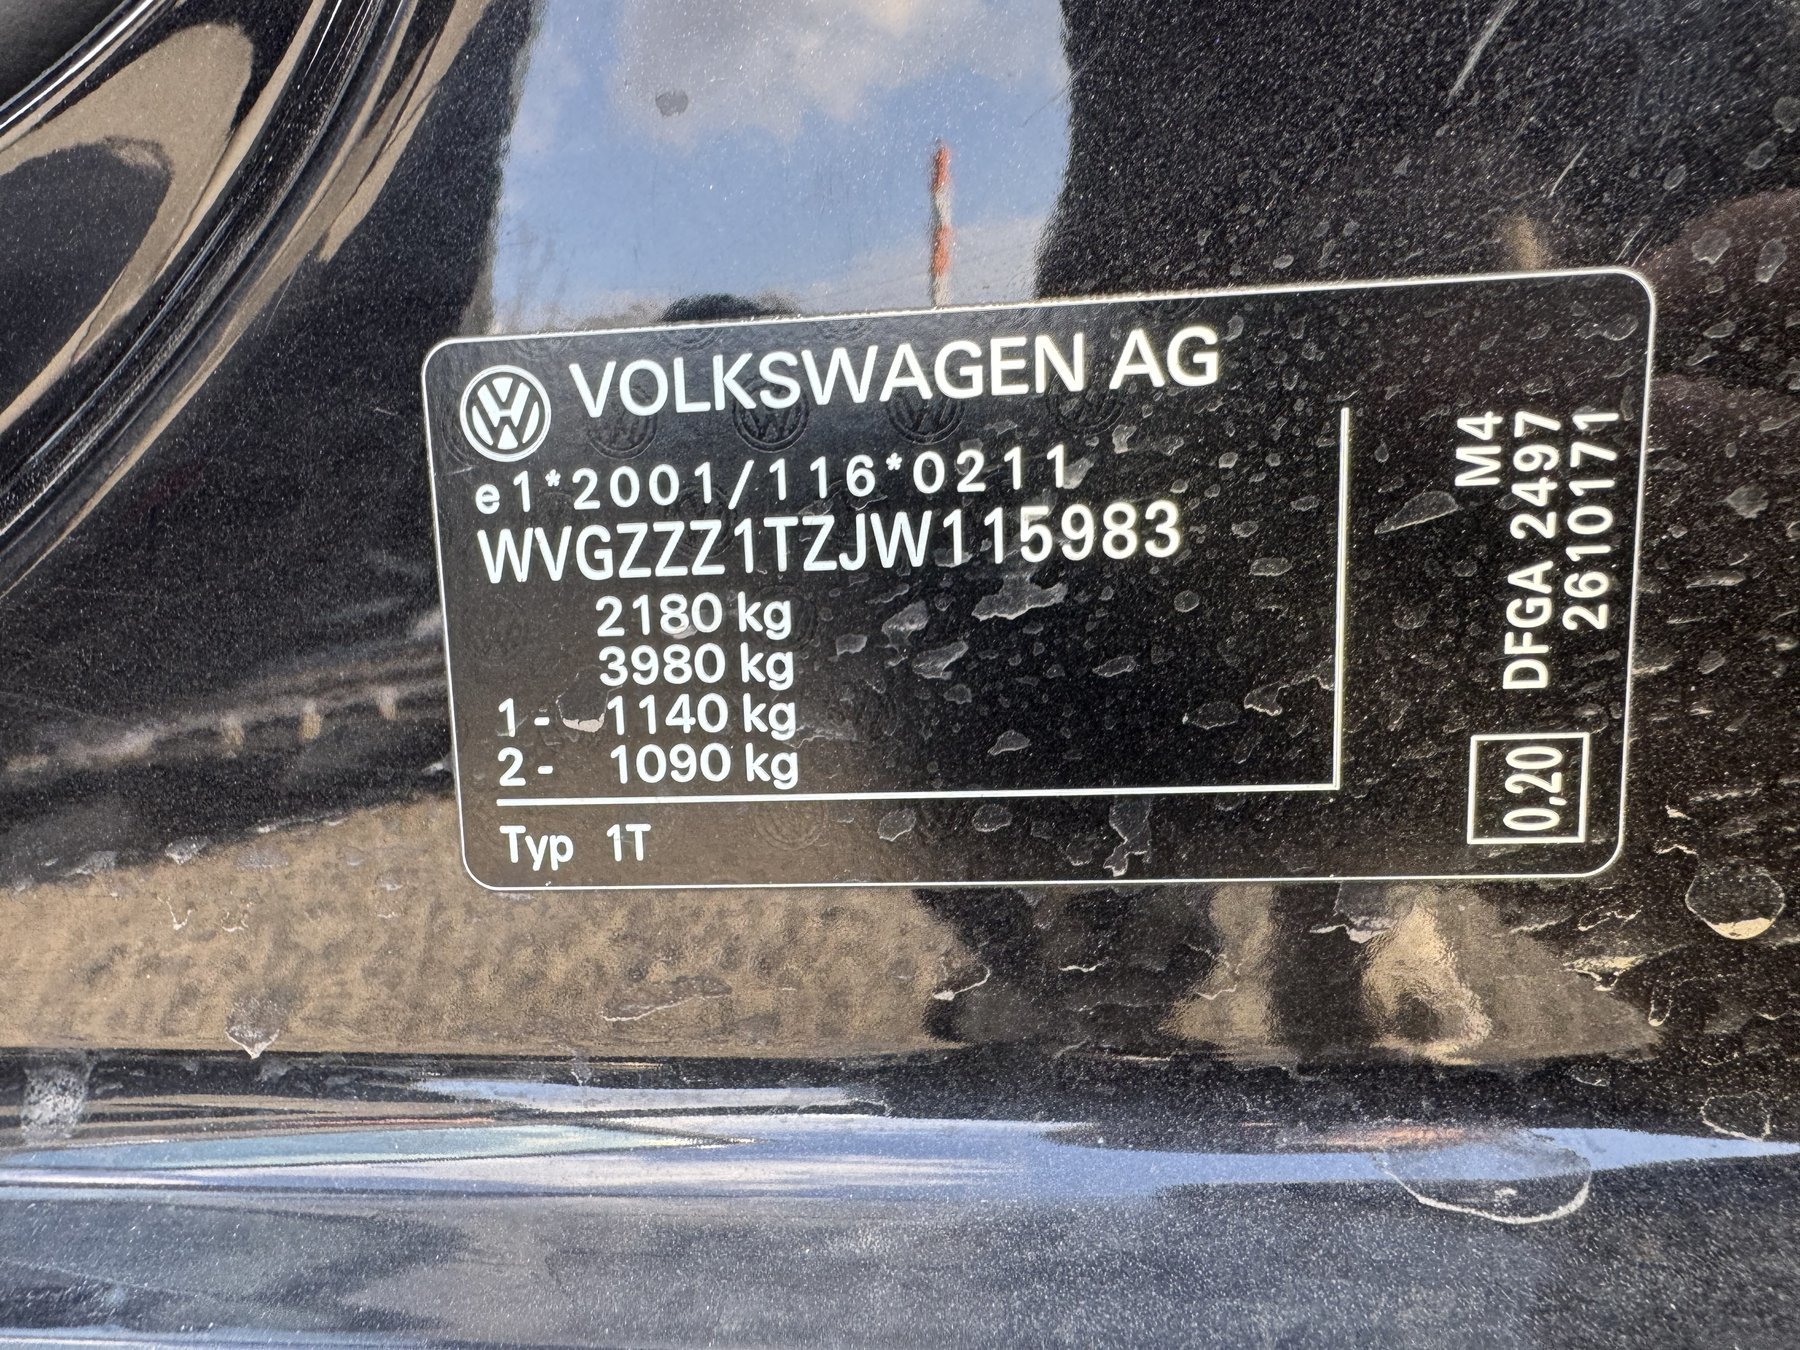 VOLKSWAGEN AG
e1*2001/116*0211
WVGZZZ1TZJW115983
2180 kg
3980 kg
1- 1140 kg
2- 1090 kg
Typ 1T
M4
DFGA 2497
2610171
0,20